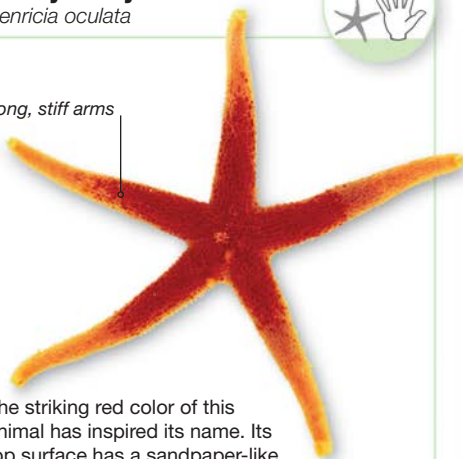 enricia oculata
ong, stiff arms
he striking red color of this
nimal has inspired its name. Its
op surface has a sandpaper-like